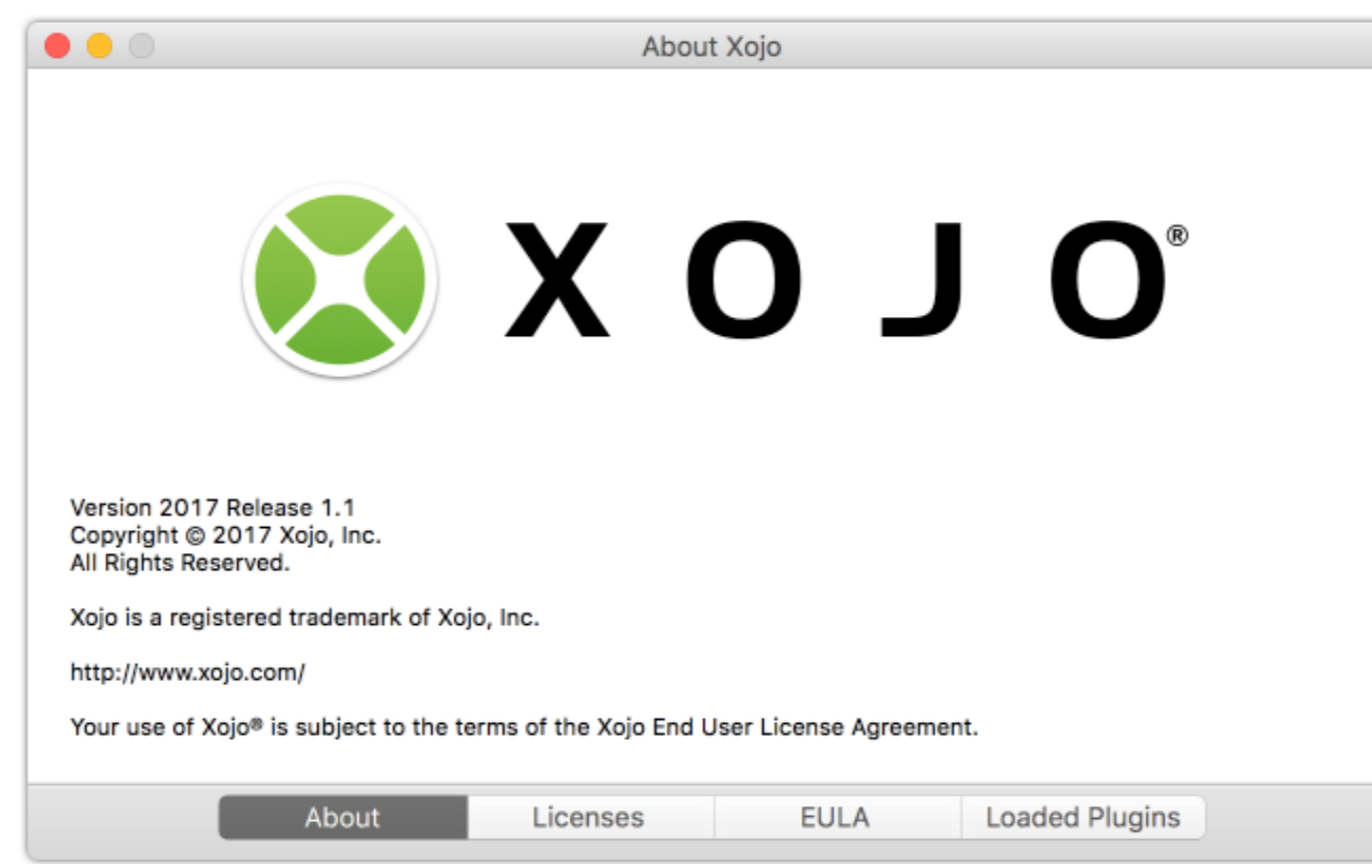 About Xojo
XOJO®
Version 2017 Release 1.1
Copyright © 2017 Xojo, Inc.
All Rights Reserved.
Xojo is a registered trademark of Xojo, Inc.
http://www.xojo.com/
Your use of Xojo® is subject to the terms of the Xojo End User License Agreement.
About Licenses EULA Loaded Plugins